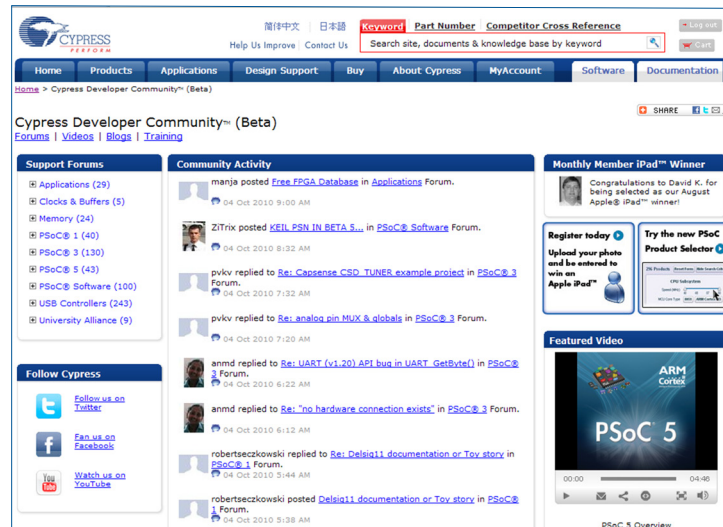 CYPRESS
PERFORM
简体中文 | 日本語
Keyword Part Number Competitor Cross Reference
Log out
Help Us Improve | Contact Us
Search site, documents & knowledge base by keyword
Cart
Home Products Applications Design Support Buy About Cypress MyAccount Software Documentation
Home > Cypress Developer Community™ (Beta)
SHARE
Cypress Developer Community™ (Beta)
Forums | Videos | Blogs | Training
Support Forums
Applications (29)
Clocks & Buffers (5)
Memory (24)
PSoC® 1 (40)
PSoC® 3 (130)
PSoC® 5 (43)
PSoC® Software (100)
USB Controllers (243)
University Alliance (9)
Follow Cypress
Follow us on
Twitter
Fan us on
Facebook
You
Tube
Watch us on
YouTube
Community Activity
manja posted Free FPGA Database in Applications Forum.
04 Oct 2010 9:00 AM
ZiTrix posted KEIL PSN IN BETA 5... in PSoC® Software Forum.
04 Oct 2010 8:32 AM
pvkv replied to Re: Capsense CSD_TUNER example project in PSoC® 3
Forum.
04 Oct 2010 7:32 AM
pvkv replied to Re: analog pin MUX & globals in PSoC® 3 Forum.
04 Oct 2010 7:20 AM
anmd replied to Re: UART (v1.20) API bug in UART_GetByte() in PSoC®
3 Forum.
04 Oct 2010 6:22 AM
anmd replied to Re: "no hardware connection exists" in PSoC® 3 Forum.
04 Oct 2010 6:12 AM
robertseczkowski replied to Re: Delsig11 documentation or Toy story in
PSoC® 1 Forum.
04 Oct 2010 5:44 AM
robertseczkowski posted Delsig11 documentation or Toy story in PSoC®
1 Forum.
04 Oct 2010 5:38 AM
Monthly Member iPad™ Winner
Congratulations to David K. for
being selected as our August
Apple® iPad™ winner!
Register today
Upload your photo
and be entered to
win an
Apple iPad™
Try the new PSoC
Product Selector
CPU Subsystem
Featured Video
ARM
Cortex
PSoC® 5
00:00 04:46
PSoC 5 Overview